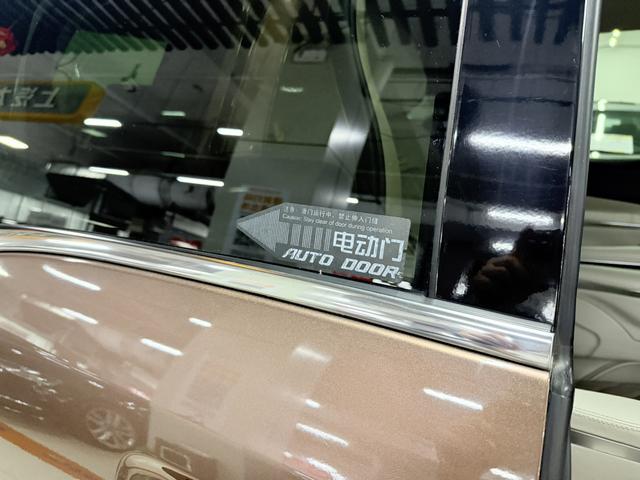 注意：滑门运行中，禁止伸入门缝
Caution: Stay clear of door during operation
电动门
AUTO DOOR